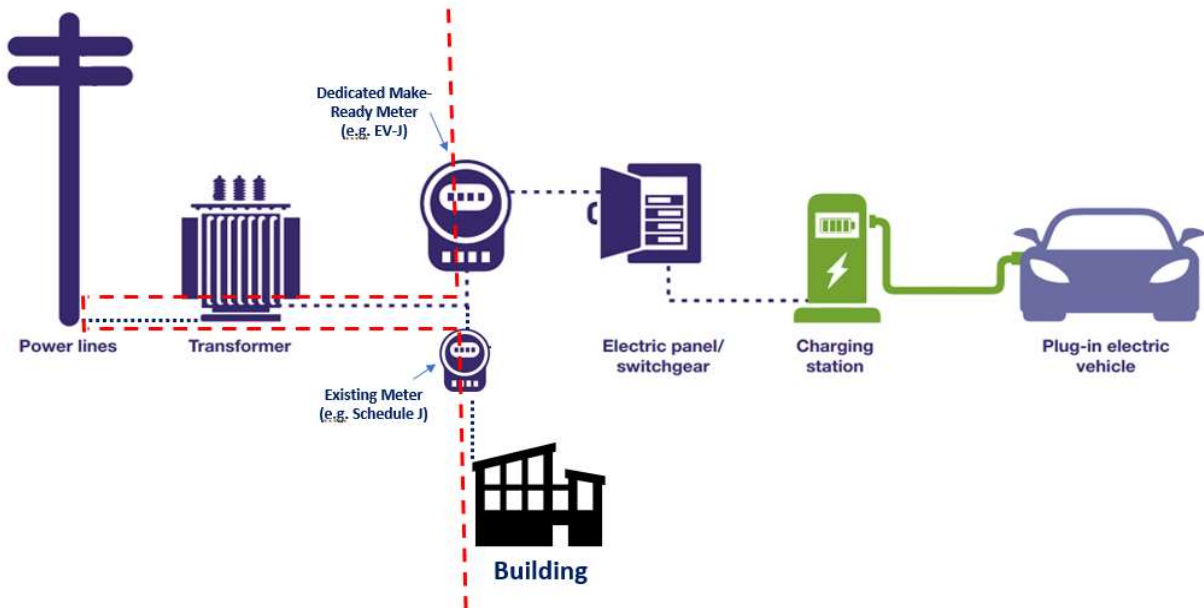 Dedicated Make-
Ready Meter
(e.g. EV-J)
Power lines
Transformer
Existing Meter
(e.g. Schedule J)
Electric panel/
switchgear
Charging
station
Plug-in electric
vehicle
Building